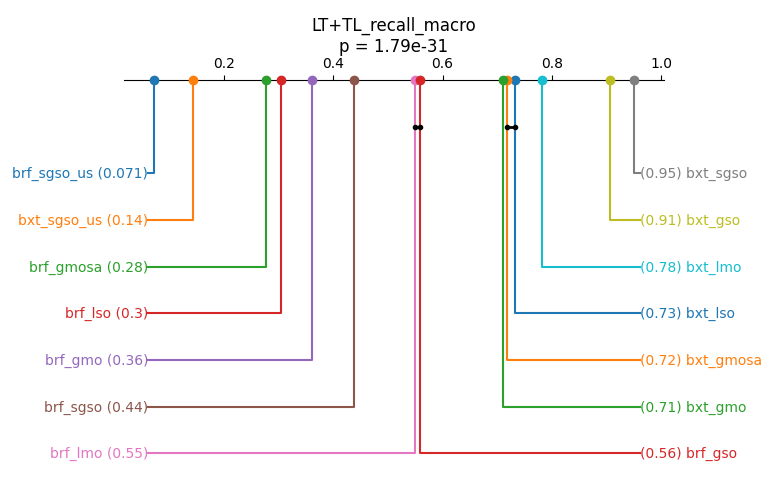 LT+TL_recall_macro
p = 1.79e-31
0.2 0.4 0.6 0.8 1.0
brf_sgso_us (0.071) (0.95) bxt_sgso
bxt_sgso_us (0.14) (0.91) bxt_gso
brf_gmosa (0.28) (0.78) bxt_lmo
brf_lso (0.3) (0.73) bxt_lso
brf_gmo (0.36) (0.72) bxt_gmosa
brf_sgso (0.44) (0.71) bxt_gmo
brf_lmo (0.55) (0.56) brf_gso